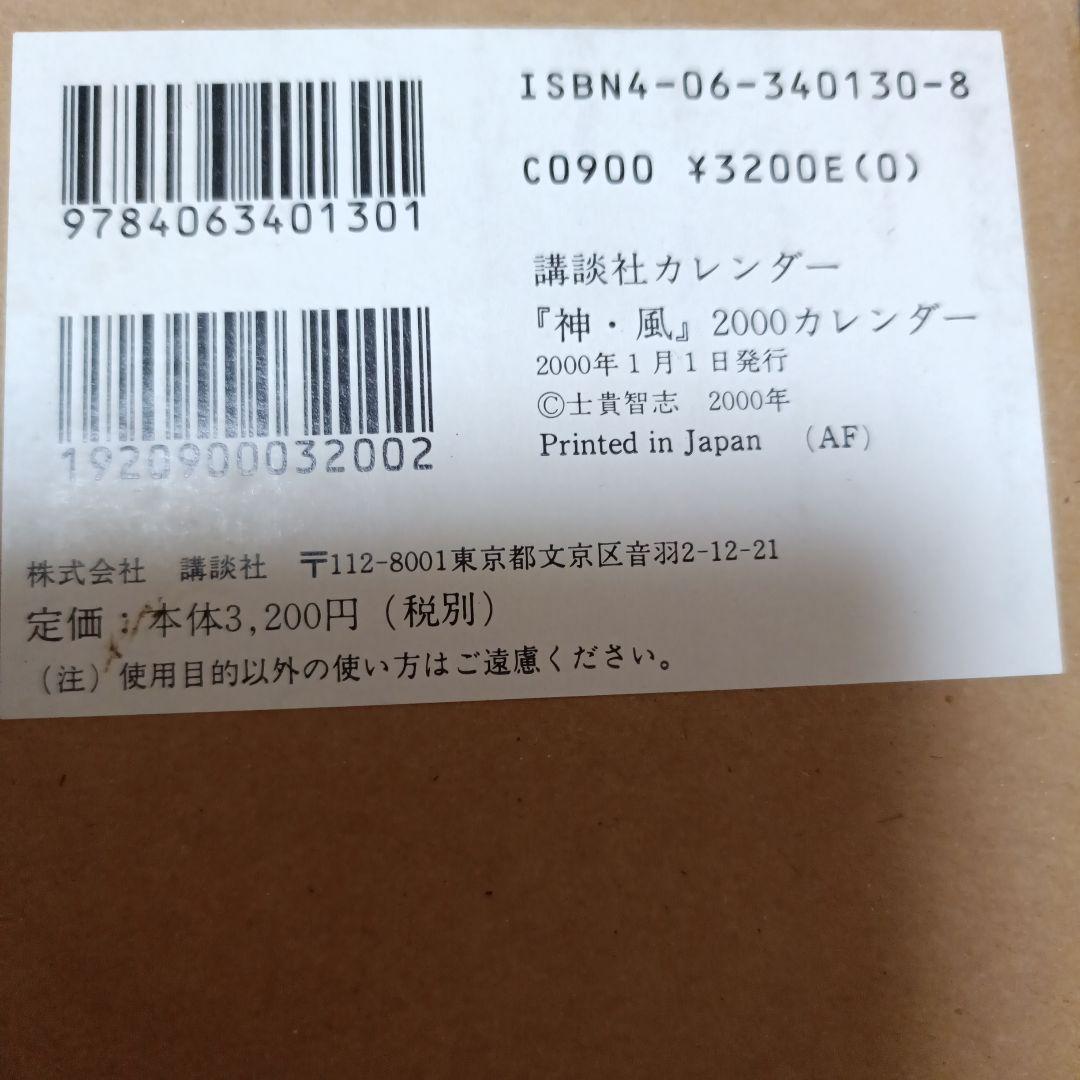 9784063401301
1920900032002
ISBN4-06-340130-8
C0900 ¥3200E(0)
講談社カレンダー
『神・風』2000カレンダー
2000年1月1日発行
©士貴智志 2000年
Printed in Japan (AF)
株式会社 講談社 〒112-8001東京都文京区音羽2-12-21
定価：本体3,200円（税別）
（注）使用目的以外の使い方はご遠慮ください。